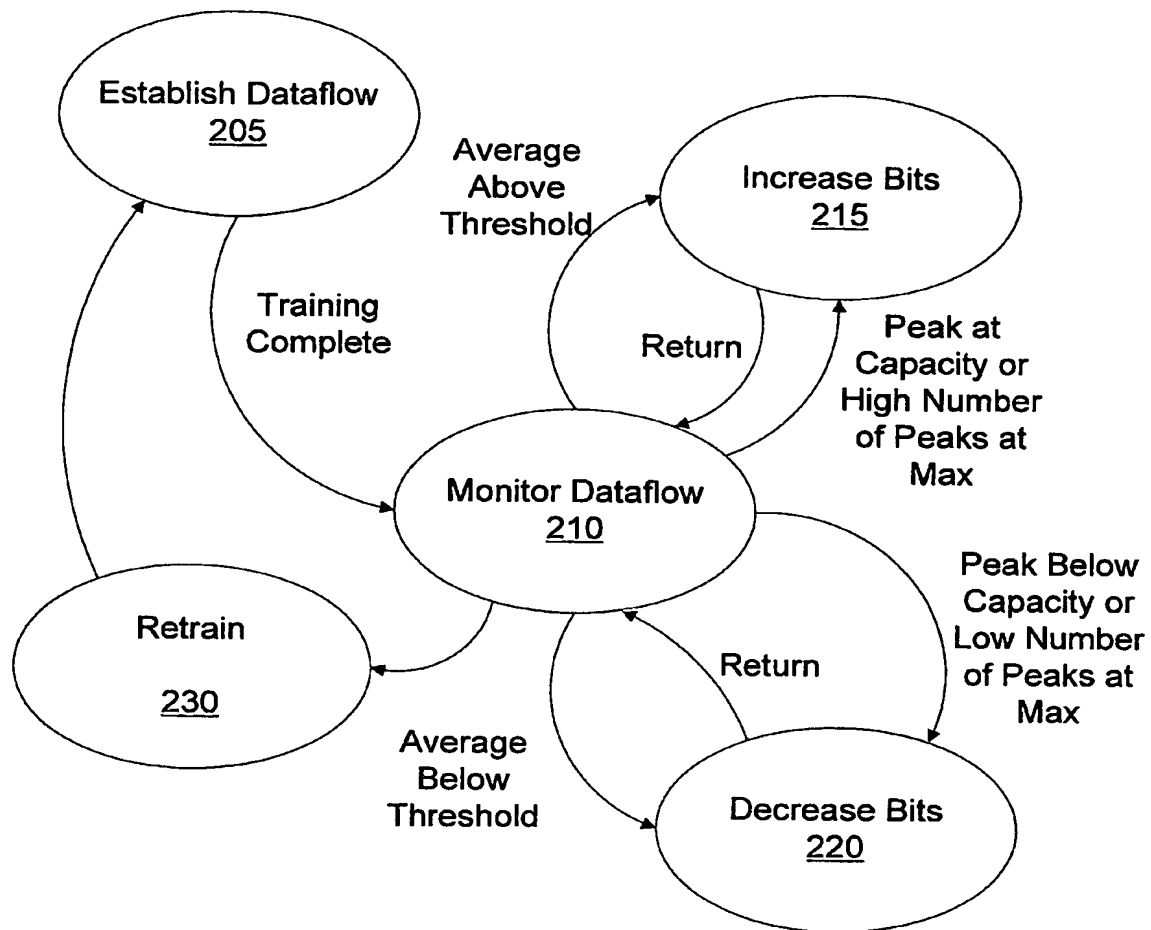 Establish Dataflow
205
Average
Above
Threshold
Increase Bits
215
Training
Complete
Return
Peak at
Capacity or
High Number
of Peaks at
Max
Monitor Dataflow
210
Retrain
230
Peak Below
Capacity or
Low Number
of Peaks at
Max
Return
Average
Below
Threshold
Decrease Bits
220